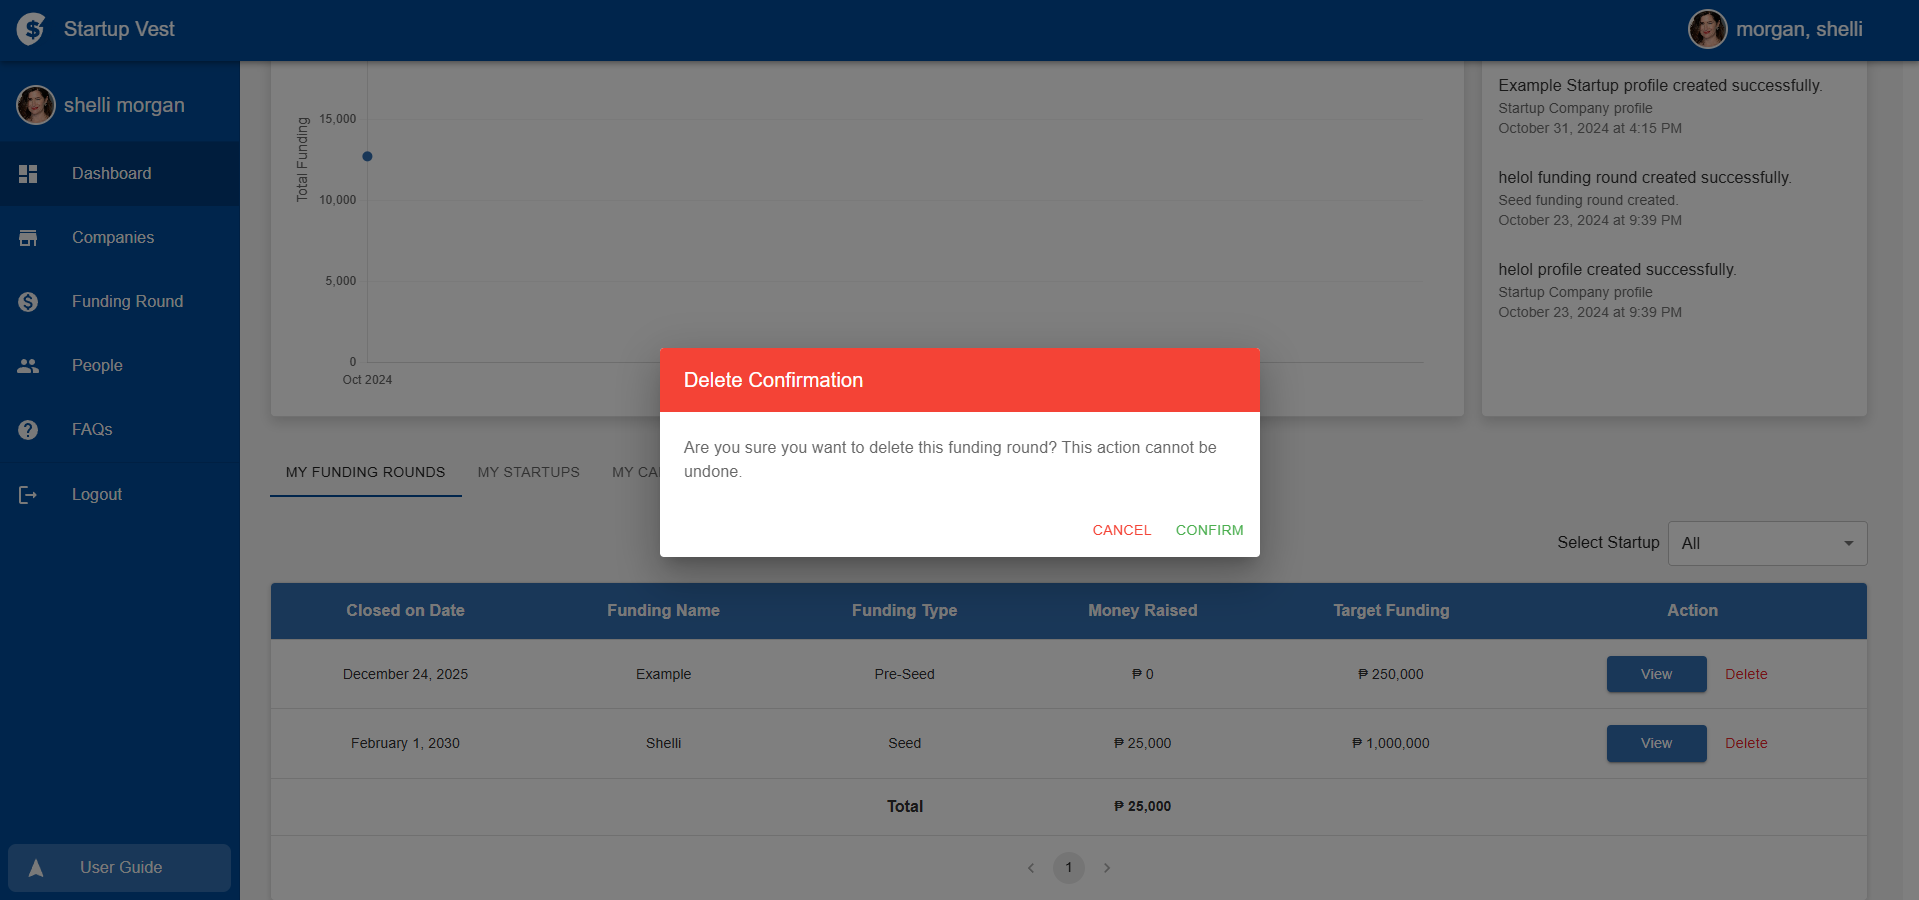 Startup Vest
morgan, shelli
shelli morgan
Dashboard
Companies
Funding Round
People
FAQs
Logout
User Guide
Total Funding
15,000
10,000
5,000
0
Oct 2024
Example Startup profile created successfully.
Startup Company profile
October 31, 2024 at 4:15 PM
helol funding round created successfully.
Seed funding round created.
October 23, 2024 at 9:39 PM
helol profile created successfully.
Startup Company profile
October 23, 2024 at 9:39 PM
Delete Confirmation
Are you sure you want to delete this funding round? This action cannot be
undone.
CANCEL CONFIRM
MY FUNDING ROUNDS MY STARTUPS MY CA
Select Startup All
Closed on Date Funding Name Funding Type Money Raised Target Funding Action
December 24, 2025 Example Pre-Seed ₱ 0 ₱ 250,000 View Delete
February 1, 2030 Shelli Seed ₱ 25,000 ₱ 1,000,000 View Delete
Total ₱ 25,000
1